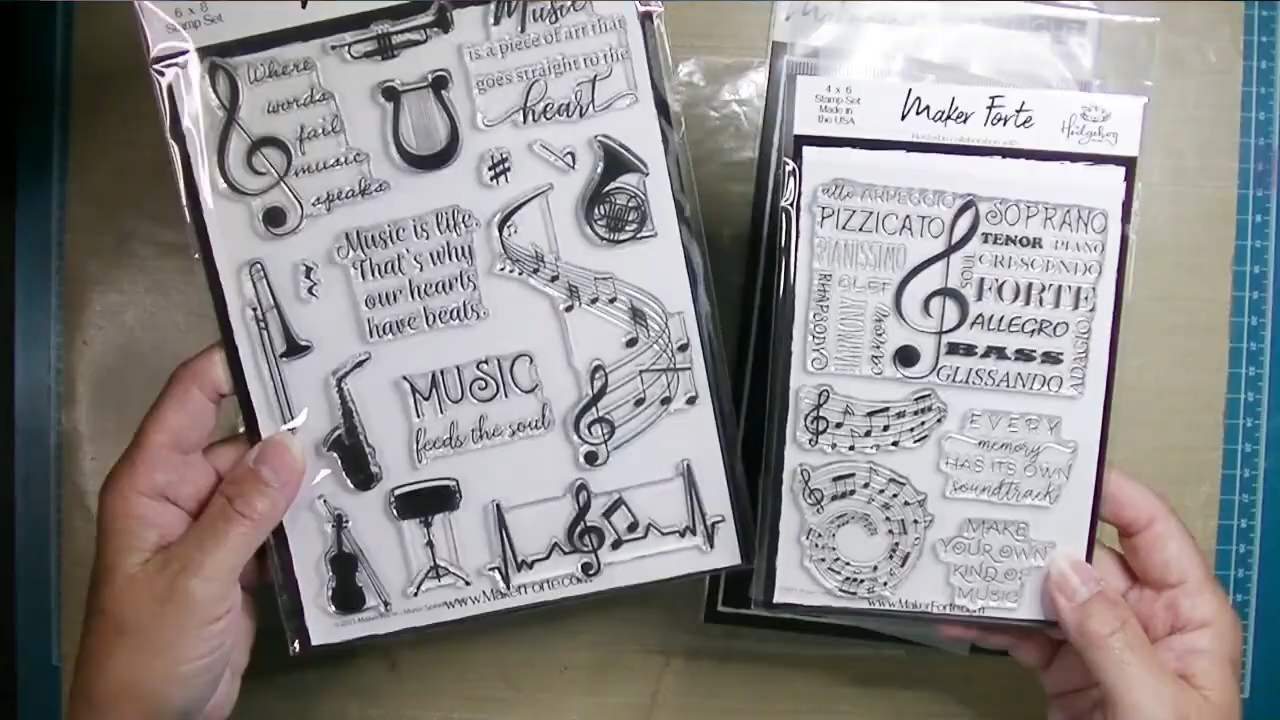 6 x 8
Stamp Set
Where
words
fail
music
speaks
Music
is a piece of art that
goes straight to the
heart
Music is life.
That's why
our hearts
have beats.
MUSIC
feeds the soul
www.MakerForte.com
4 x 6
Stamp Set
Made in
the USA
Maker Forte
Hedgehog
alto ARPEGGIO
PIZZICATO
PIANISSIMO
CLEF
RHAPSODY
HARMONY
canon
SOPRANO
TENOR PIANO
CRESCENDO
SOLO
FORTE
ALLEGRO
BASS
GLISSANDO
ADAGIO
EVERY
memory
HAS ITS OWN
soundtrack
MAKE
YOUR OWN
KIND OF
MUSIC
www.MakerForte.com